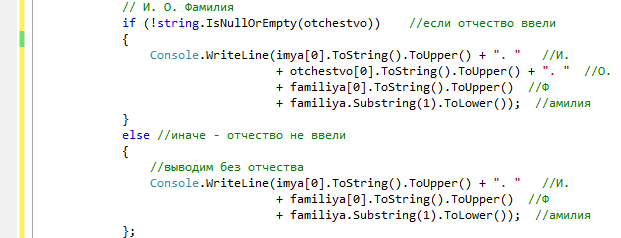 // И. О. Фамилия
if (!string.IsNullOrEmpty(otchestvo))    //если отчество ввели
{
    Console.WriteLine(imya[0].ToString().ToUpper() + ". "   //И.
                      + otchestvo[0].ToString().ToUpper() + ". "  //О.
                      + familiya[0].ToString().ToUpper()  //Ф
                      + familiya.Substring(1).ToLower());  //амилия
}
else //иначе - отчество не ввели
{
    //выводим без отчества
    Console.WriteLine(imya[0].ToString().ToUpper() + ". "   //И.
                      + familiya[0].ToString().ToUpper()  //Ф
                      + familiya.Substring(1).ToLower());  //амилия
};